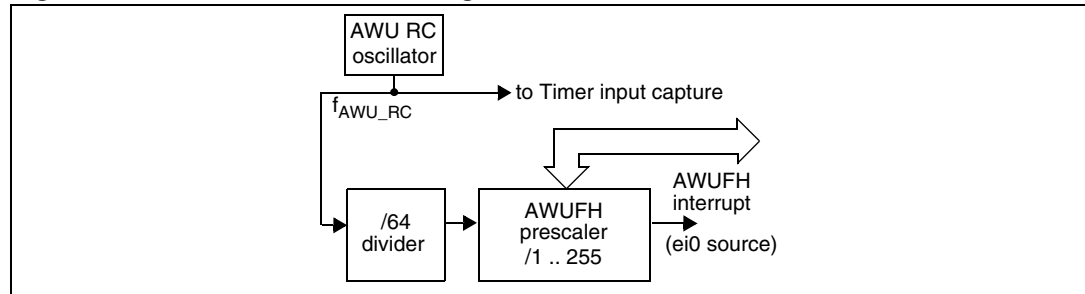 AWU RC
oscillator
to Timer input capture
fAWU_RC
AWUFH
interrupt
/64
divider
AWUFH
prescaler
/1 .. 255
(ei0 source)